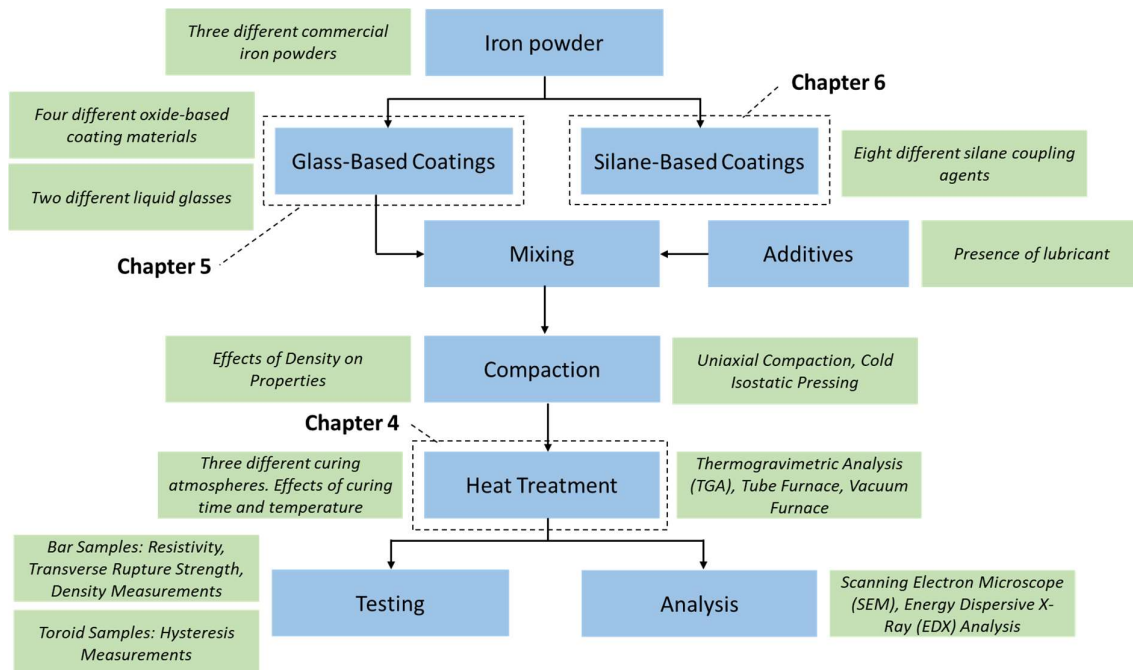 Three different commercial
iron powders
Iron powder
Chapter 6
Four different oxide-based
coating materials
Glass-Based Coatings
Silane-Based Coatings
Eight different silane coupling
agents
Two different liquid glasses
Chapter 5
Mixing
Additives
Presence of lubricant
Effects of Density on
Properties
Compaction
Uniaxial Compaction, Cold
Isostatic Pressing
Chapter 4
Three different curing
atmospheres. Effects of curing
time and temperature
Heat Treatment
Thermogravimetric Analysis
(TGA), Tube Furnace, Vacuum
Furnace
Bar Samples: Resistivity,
Transverse Rupture Strength,
Density Measurements
Toroid Samples: Hysteresis
Measurements
Testing
Analysis
Scanning Electron Microscope
(SEM), Energy Dispersive X-
Ray (EDX) Analysis